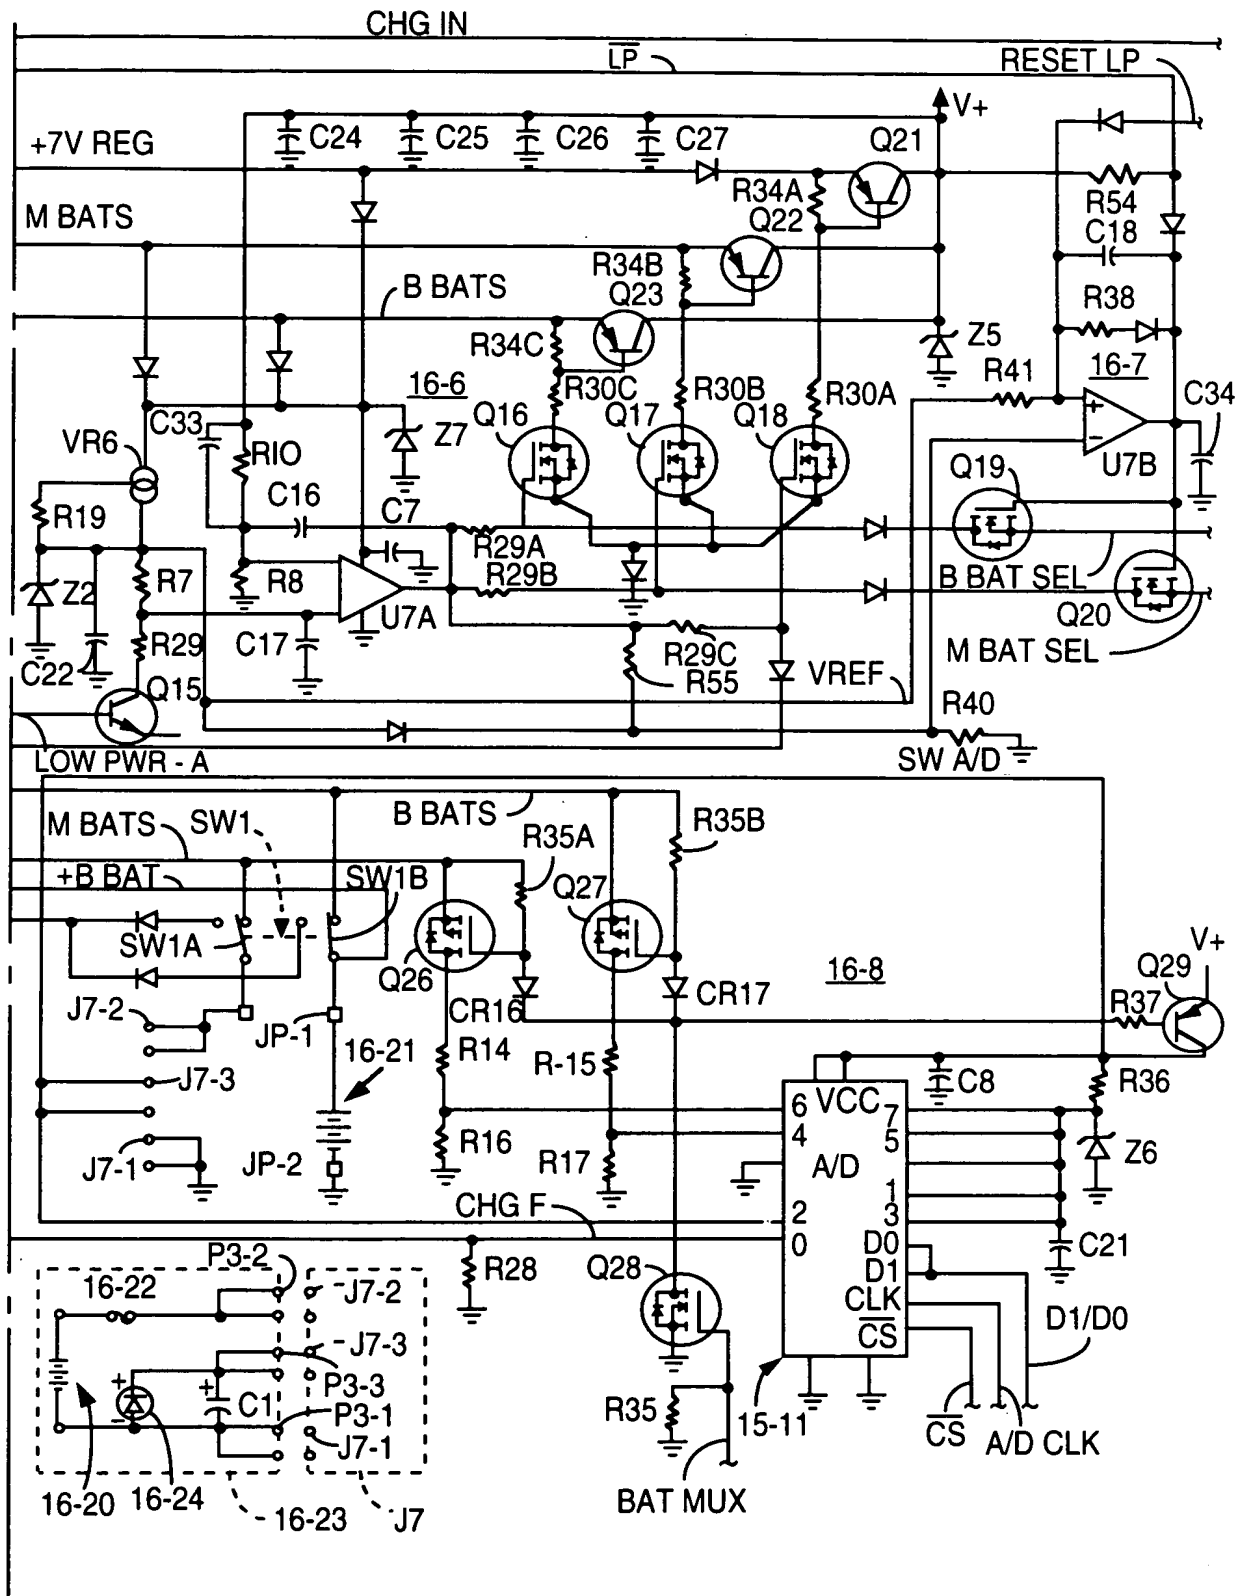 CHG IN
LP
RESET LP
V+
C24
C25
C26
C27
Q21
+7V REG
R34A
R54
M BATS
Q22
C18
R34B
B BATS
Q23
R38
Z5
R34C
R41
16-7
16-6
R30C
R30B
R30A
C34
C33
Q16
Q17
Q18
VR6
Z7
RIO
U7B
Q19
C16
C7
R19
R29A
B BAT SEL
Z2
R7
R8
R29B
Q20
U7A
R29
C17
R29C
M BAT SEL
C22
Q15
R55
VREF
R40
LOW PWR - A
SW A/D
B BATS
M BATS
SW1
R35A
R35B
+B BAT
SW1B
Q27
V+
SW1A
16-8
Q29
Q26
CR17
R37
J7-2
CR16
JP-1
16-21
R14
R-15
C8
R36
J7-3
6
VCC
7
R16
4
5
J7-1
JP-2
R17
A/D
Z6
1
CHG F
2
3
0
D0
C21
P3-2
R28
Q28
D1
16-22
J7-2
CLK
D1/D0
CS
J7-3
+
+
P3-3
C1
P3-1
R35
15-11
-
J7-1
CS
A/D CLK
16-20
16-24
BAT MUX
16-23
J7
+
-